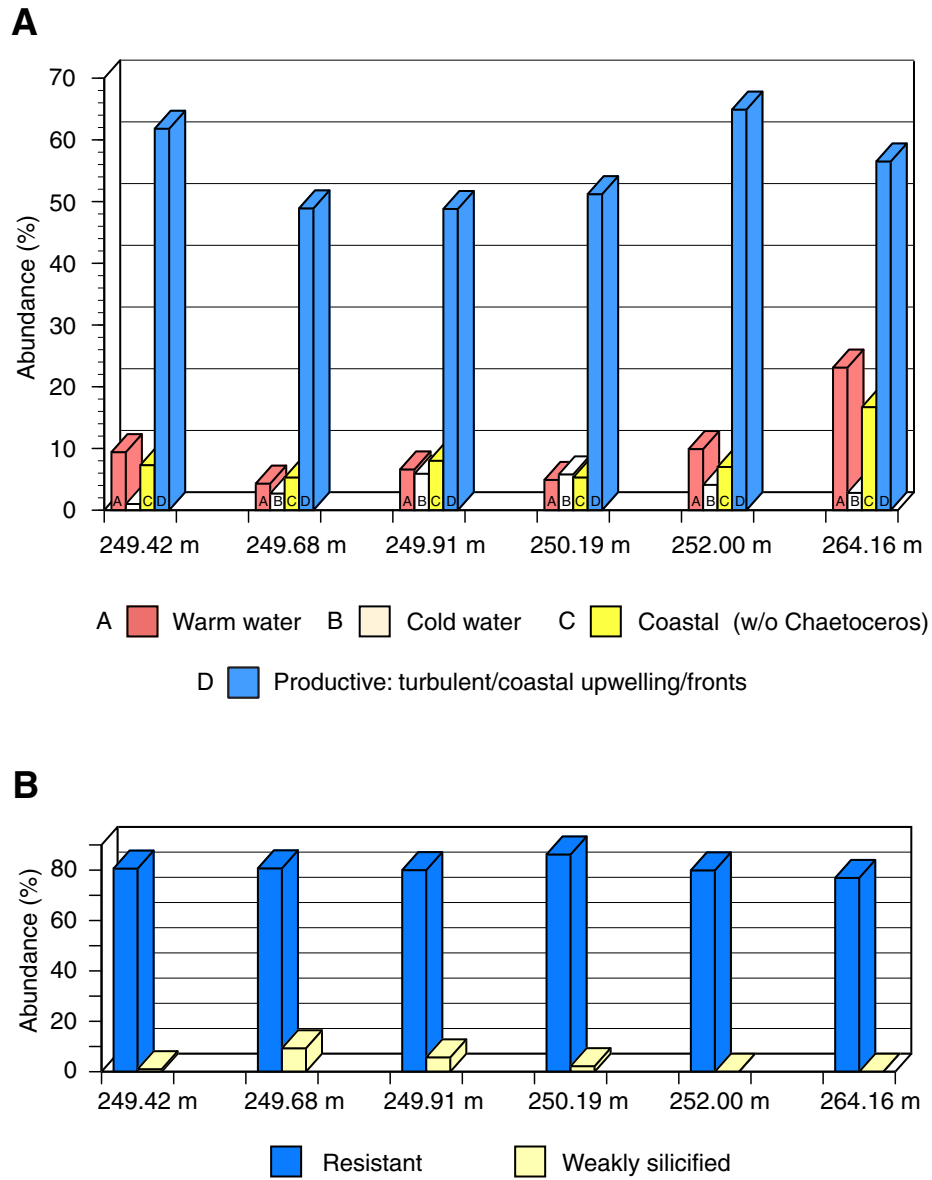 A
70
60
50
40
30
20
10
0
Abundance (%)
A C D A B C D A B C D A B C D A B C D A B C D
249.42 m 249.68 m 249.91 m 250.19 m 252.00 m 264.16 m
A Warm water B Cold water C Coastal (w/o Chaetoceros)
D Productive: turbulent/coastal upwelling/fronts
B
80
60
40
20
0
Abundance (%)
249.42 m 249.68 m 249.91 m 250.19 m 252.00 m 264.16 m
Resistant Weakly silicified